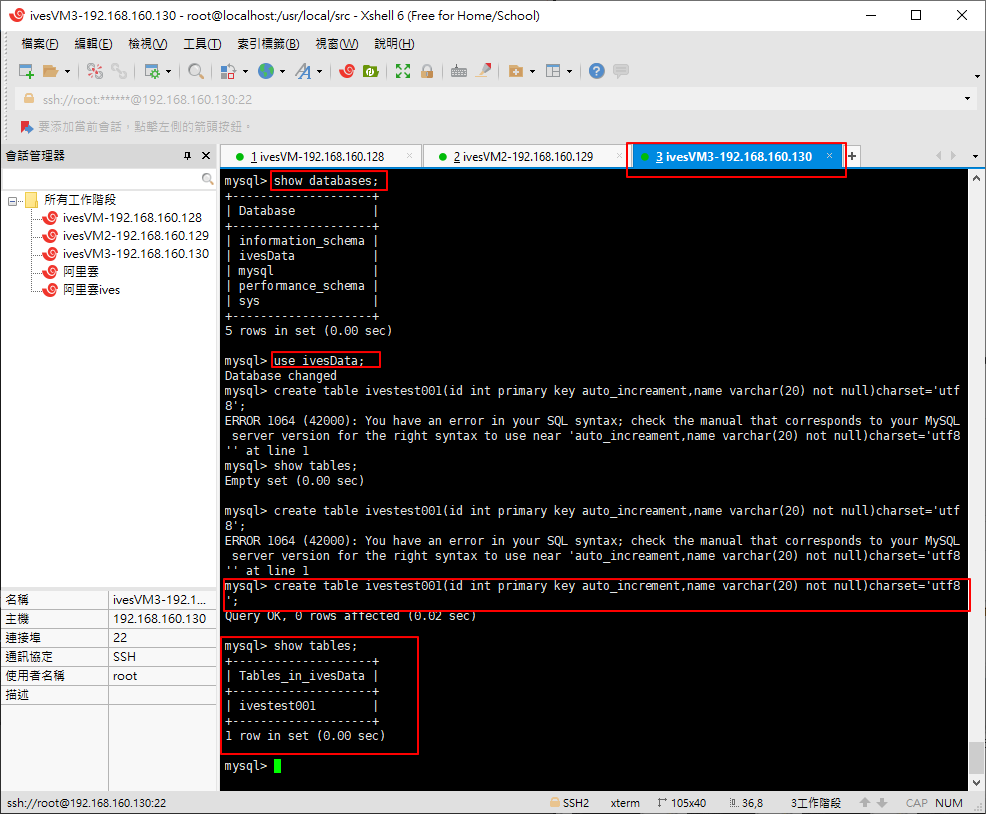 ivesVM3-192.168.160.130 - root@localhost:/usr/local/src - Xshell 6 (Free for Home/School)
檔案(F) 編輯(E) 檢視(V) 工具(T) 索引標籤(B) 視窗(W) 說明(H)
ssh://root:******@192.168.160.130:22
要添加當前會話，點擊左側的箭頭按鈕。
會話管理器
所有工作階段
ivesVM-192.168.160.128
ivesVM2-192.168.160.129
ivesVM3-192.168.160.130
阿里雲
阿里雲ives
名稱 ivesVM3-192.1...
主機 192.168.160.130
連接埠 22
通訊協定 SSH
使用者名稱 root
描述
1 ivesVM-192.168.160.128 2 ivesVM2-192.168.160.129 3 ivesVM3-192.168.160.130
mysql> show databases;
+--------------------+
| Database           |
+--------------------+
| information_schema |
| ivesData           |
| mysql              |
| performance_schema |
| sys                |
+--------------------+
5 rows in set (0.00 sec)
mysql> use ivesData;
Database changed
mysql> create table ivestest001(id int primary key auto_increament,name varchar(20) not null)charset='utf
8';
ERROR 1064 (42000): You have an error in your SQL syntax; check the manual that corresponds to your MySQL
 server version for the right syntax to use near 'auto_increament,name varchar(20) not null)charset='utf8
'' at line 1
mysql> show tables;
Empty set (0.00 sec)
mysql> create table ivestest001(id int primary key auto_increament,name varchar(20) not null)charset='utf
8';
ERROR 1064 (42000): You have an error in your SQL syntax; check the manual that corresponds to your MySQL
 server version for the right syntax to use near 'auto_increament,name varchar(20) not null)charset='utf8
'' at line 1
mysql> create table ivestest001(id int primary key auto_increment,name varchar(20) not null)charset='utf8
';
Query OK, 0 rows affected (0.02 sec)
mysql> show tables;
+--------------------+
| Tables_in_ivesData |
+--------------------+
| ivestest001        |
+--------------------+
1 row in set (0.00 sec)
mysql>
ssh://root@192.168.160.130:22 SSH2 xterm 105x40 36,8 3工作階段 CAP NUM